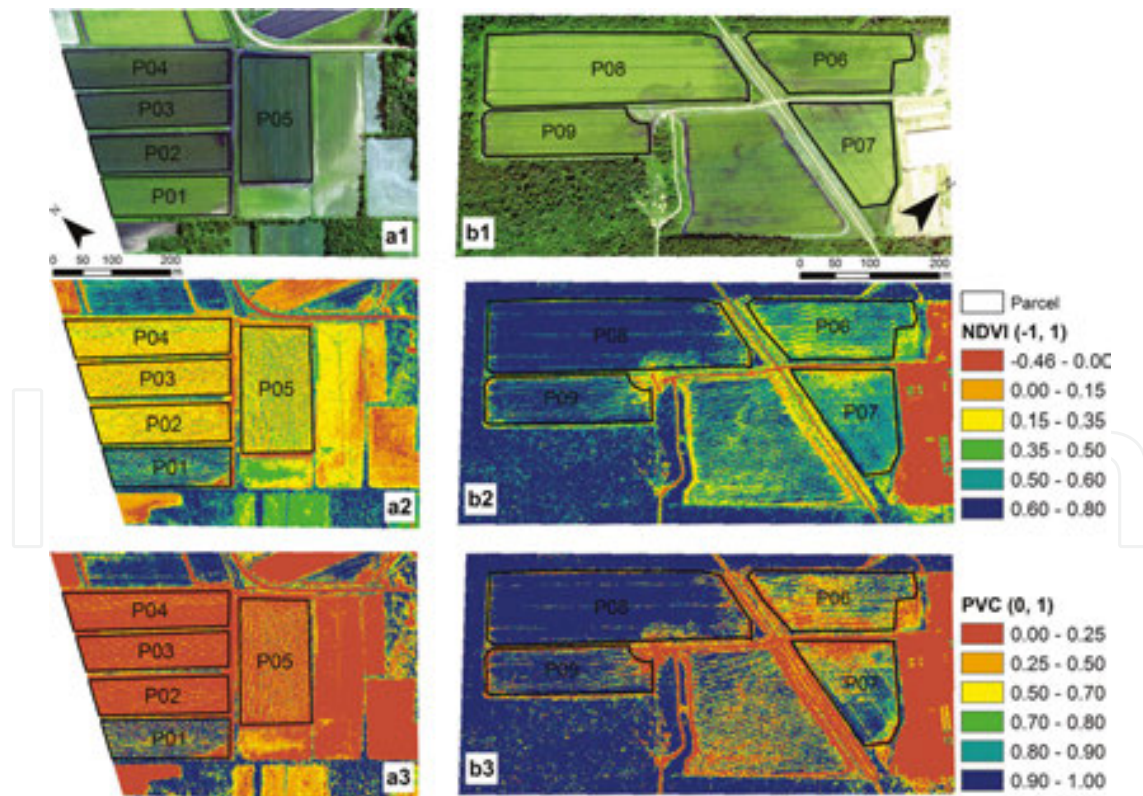 P04
P03
P02
P01
P05
a1
0 50 100 200
m
P08
P06
P09
P07
b1
0 50 100 200
m
P04
P03
P02
P01
P05
a2
P08
P06
P09
P07
b2
Parcel
NDVI (-1, 1)
-0.46 - 0.00
0.00 - 0.15
0.15 - 0.35
0.35 - 0.50
0.50 - 0.60
0.60 - 0.80
P04
P03
P02
P01
P05
a3
P08
P06
P09
P07
b3
PVC (0, 1)
0.00 - 0.25
0.25 - 0.50
0.50 - 0.70
0.70 - 0.80
0.80 - 0.90
0.90 - 1.00